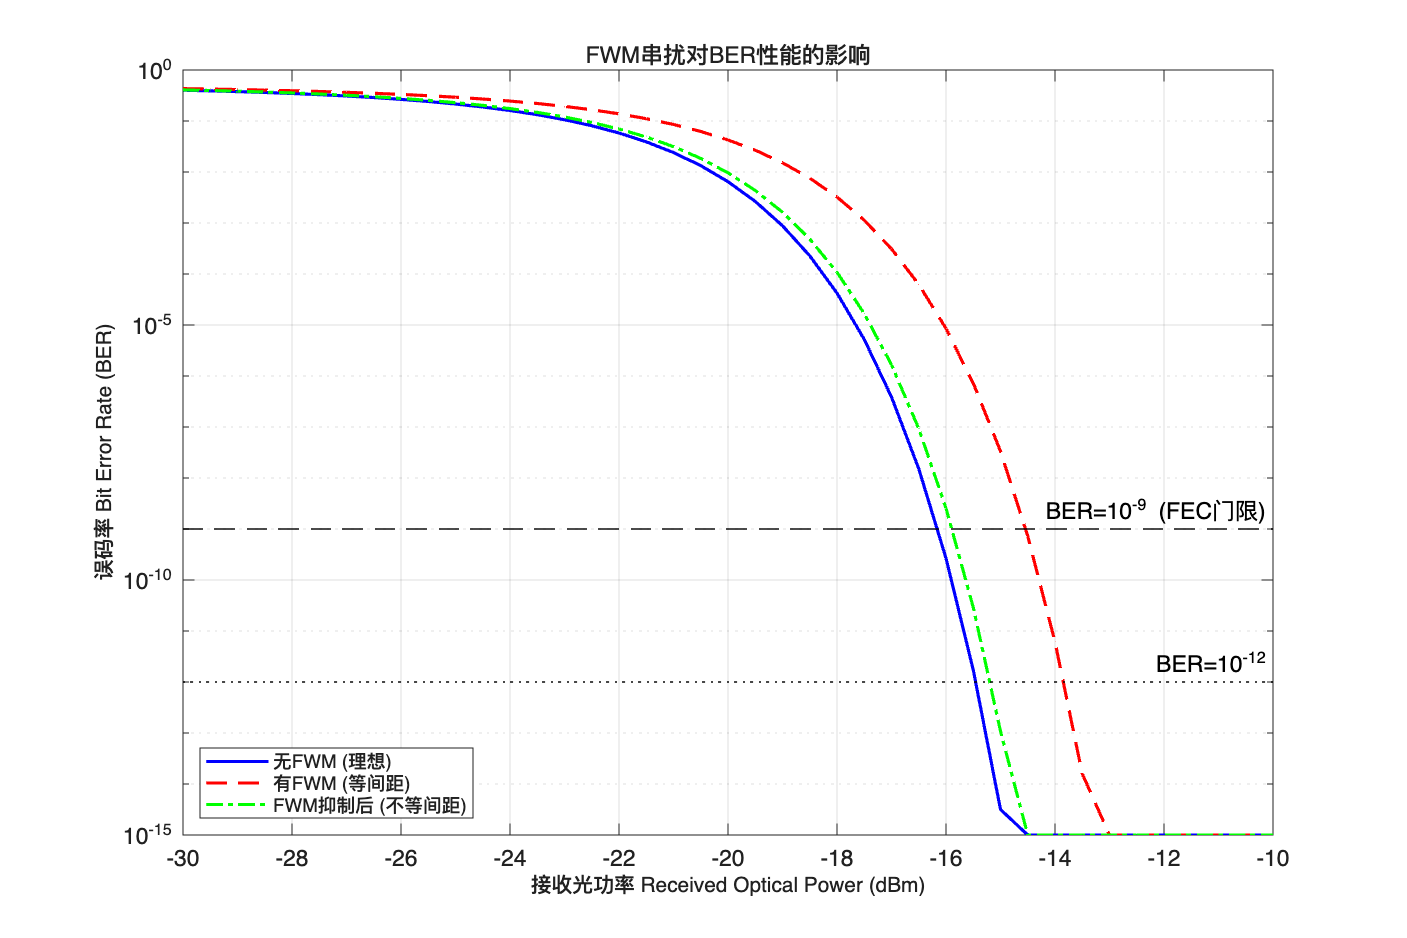 FWM串扰对BER性能的影响
10^0
10^-5
10^-10
10^-15
误码率 Bit Error Rate (BER)
BER=10^-9 (FEC门限)
BER=10^-12
无FWM (理想)
有FWM (等间距)
FWM抑制后 (不等间距)
-30 -28 -26 -24 -22 -20 -18 -16 -14 -12 -10
接收光功率 Received Optical Power (dBm)